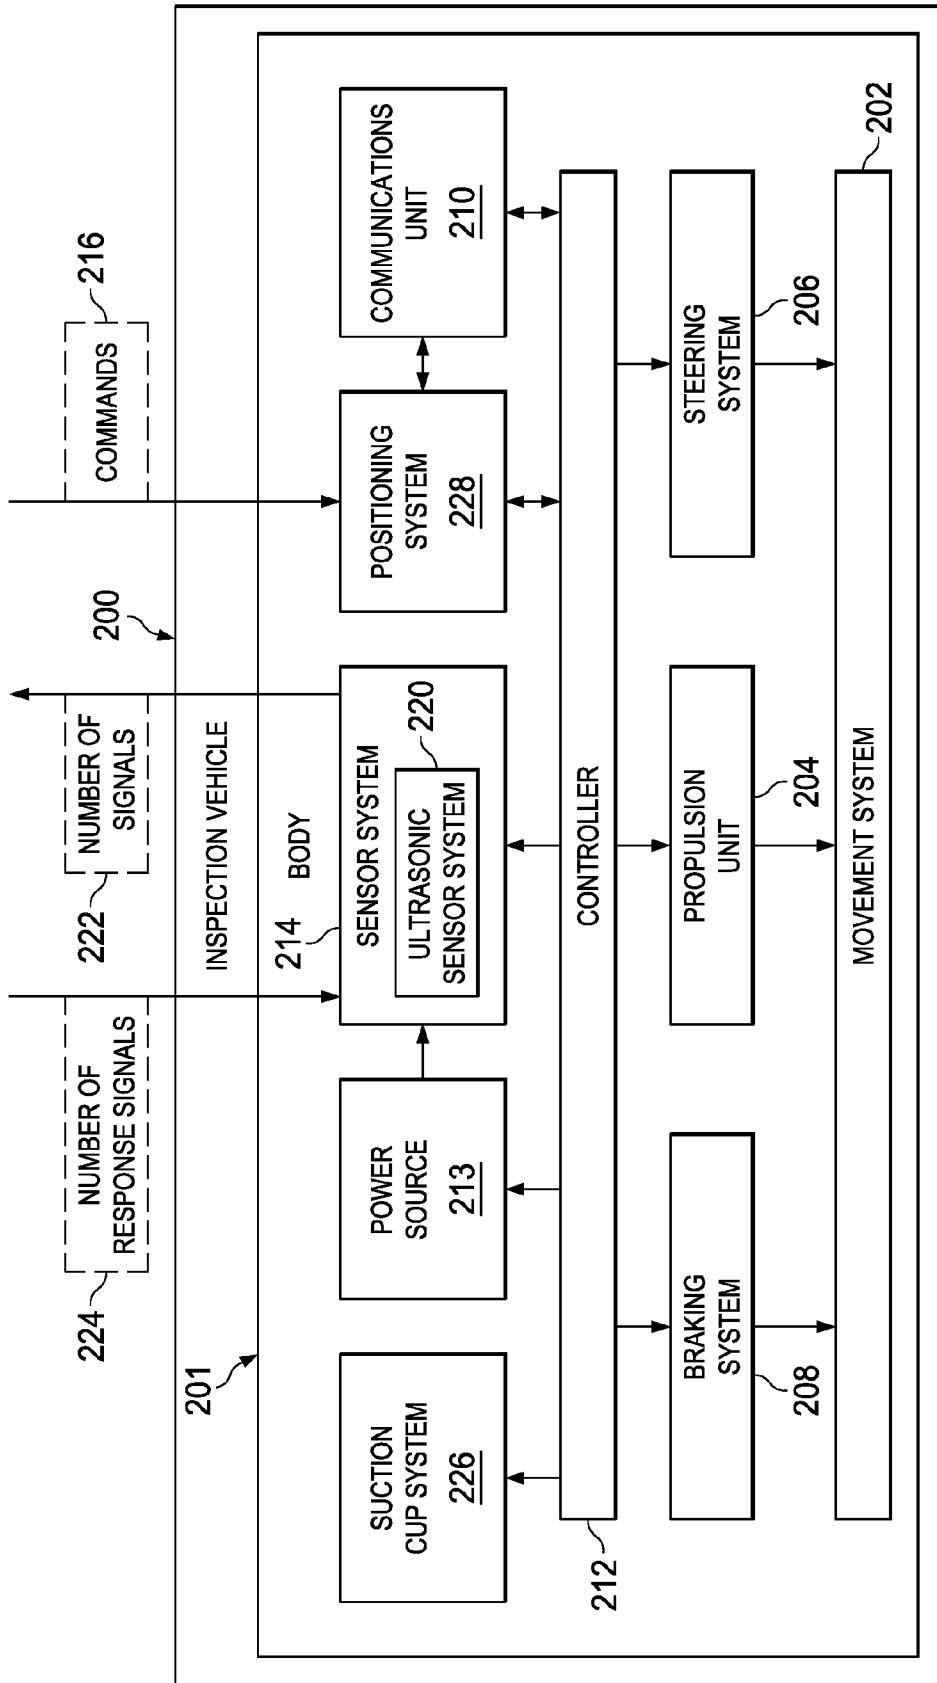 224
NUMBER OF
RESPONSE SIGNALS
222
NUMBER OF
SIGNALS
COMMANDS
216
200
INSPECTION VEHICLE
201
BODY
SUCTION
CUP SYSTEM
226
POWER
SOURCE
213
214
SENSOR SYSTEM
ULTRASONIC
SENSOR SYSTEM
220
POSITIONING
SYSTEM
228
COMMUNICATIONS
UNIT
210
212
CONTROLLER
BRAKING
SYSTEM
208
PROPULSION
UNIT
204
STEERING
SYSTEM
206
MOVEMENT SYSTEM
202